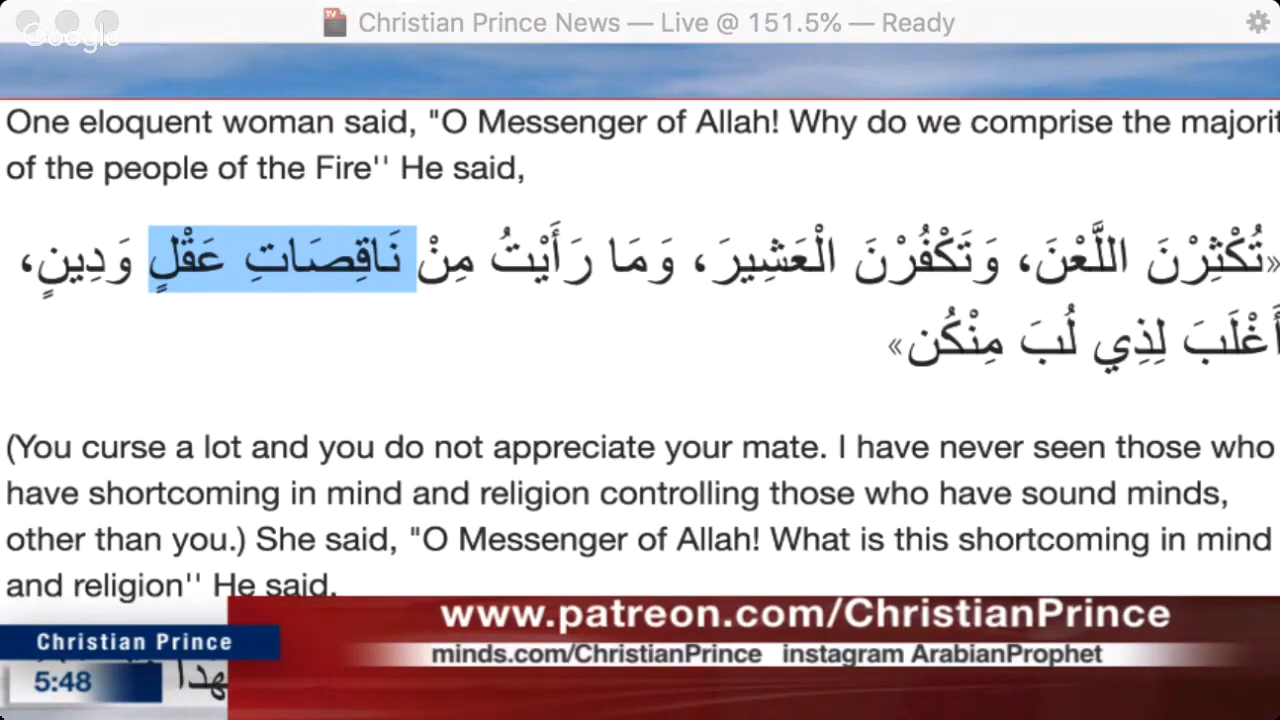 Christian Prince News — Live @ 151.5% — Ready
Google
One eloquent woman said, "O Messenger of Allah! Why do we comprise the majorit
of the people of the Fire'' He said,
«تُكْثِرْنَ اللَّعْنَ، وَتَكْفُرْنَ الْعَشِيرَ، وَمَا رَأَيْتُ مِنْ نَاقِصَاتِ عَقْلٍ وَدِينٍ،
أَغْلَبَ لِذِي لُبَ مِنْكُن»
(You curse a lot and you do not appreciate your mate. I have never seen those who
have shortcoming in mind and religion controlling those who have sound minds,
other than you.) She said, "O Messenger of Allah! What is this shortcoming in mind
and religion'' He said,
www.patreon.com/ChristianPrince
Christian Prince
minds.com/ChristianPrince instagram ArabianProphet
5:48